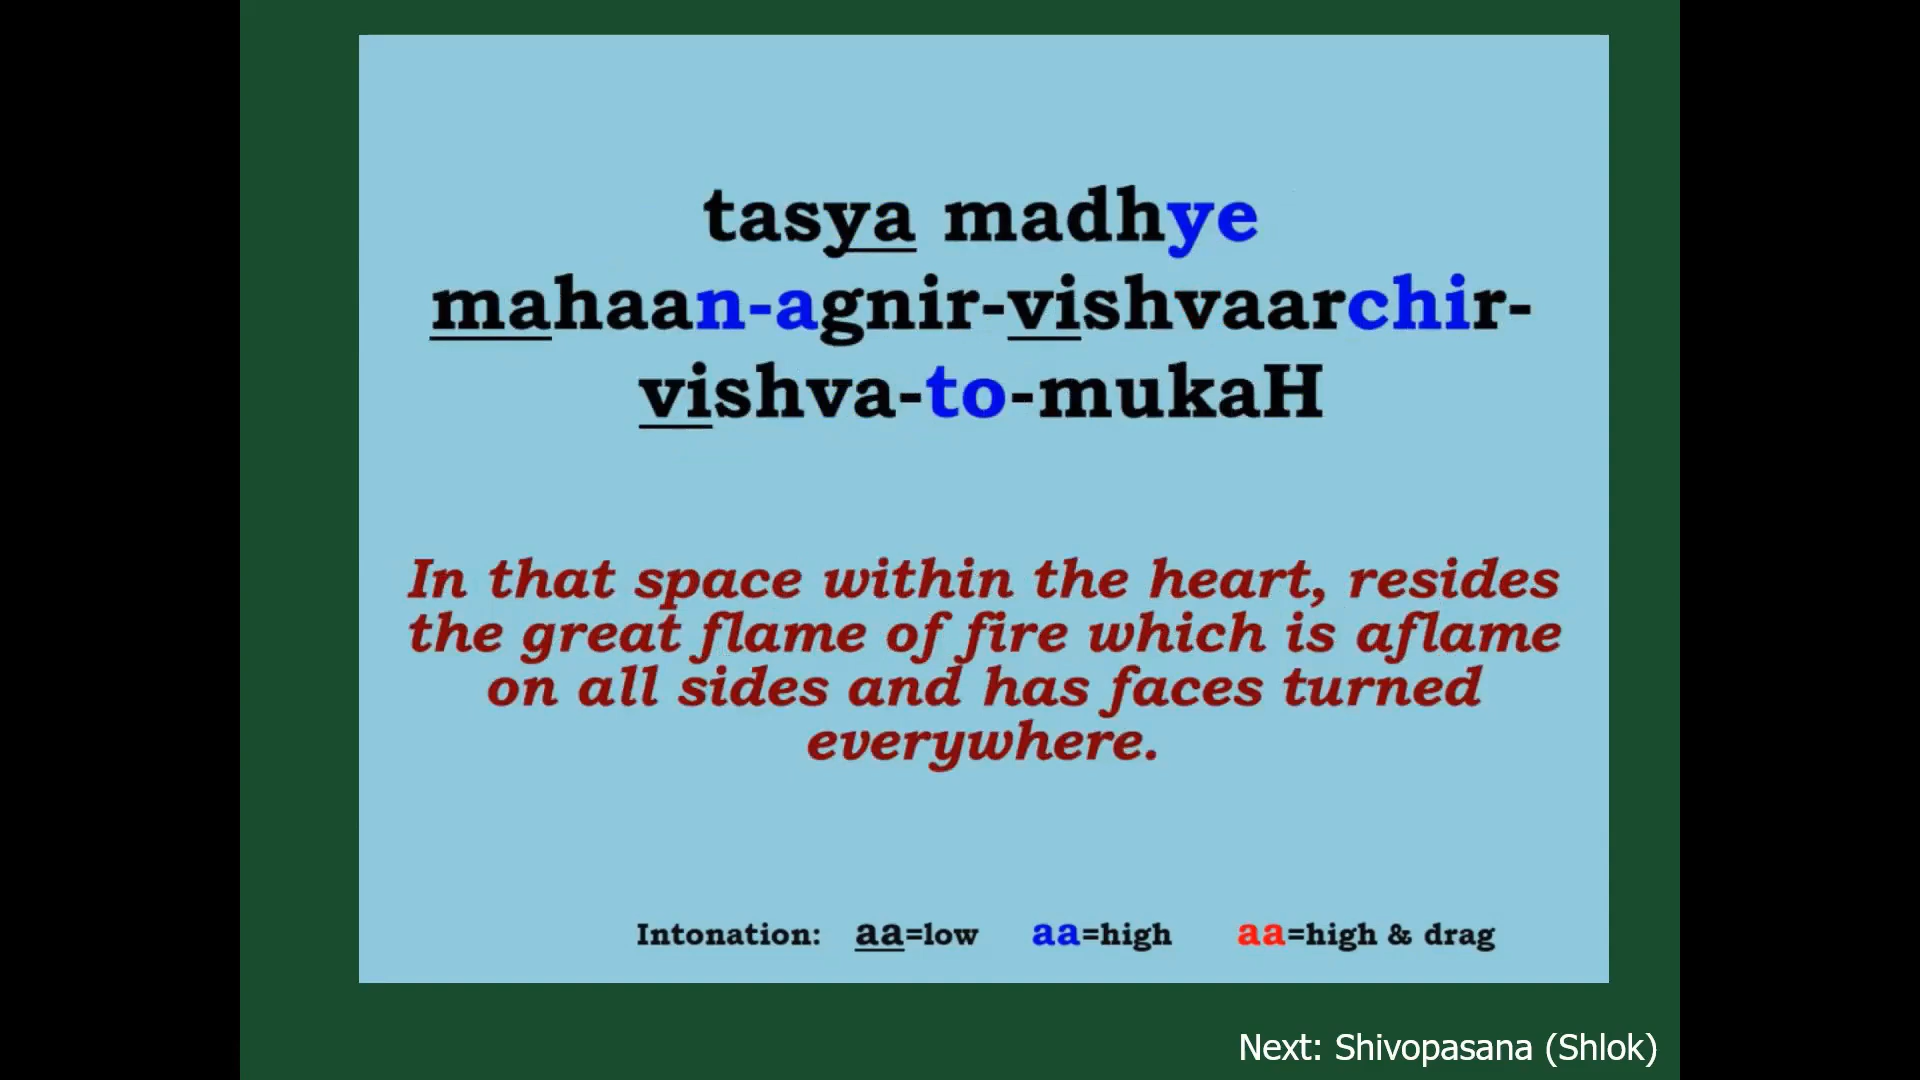 tasya madhye
mahaan-agnir-vishvaarchir-
vishva-to-mukaH
In that space within the heart, resides
the great flame of fire which is aflame
on all sides and has faces turned
everywhere.
Intonation: aa=low aa=high aa=high & drag
Next: Shivopasana (Shlok)